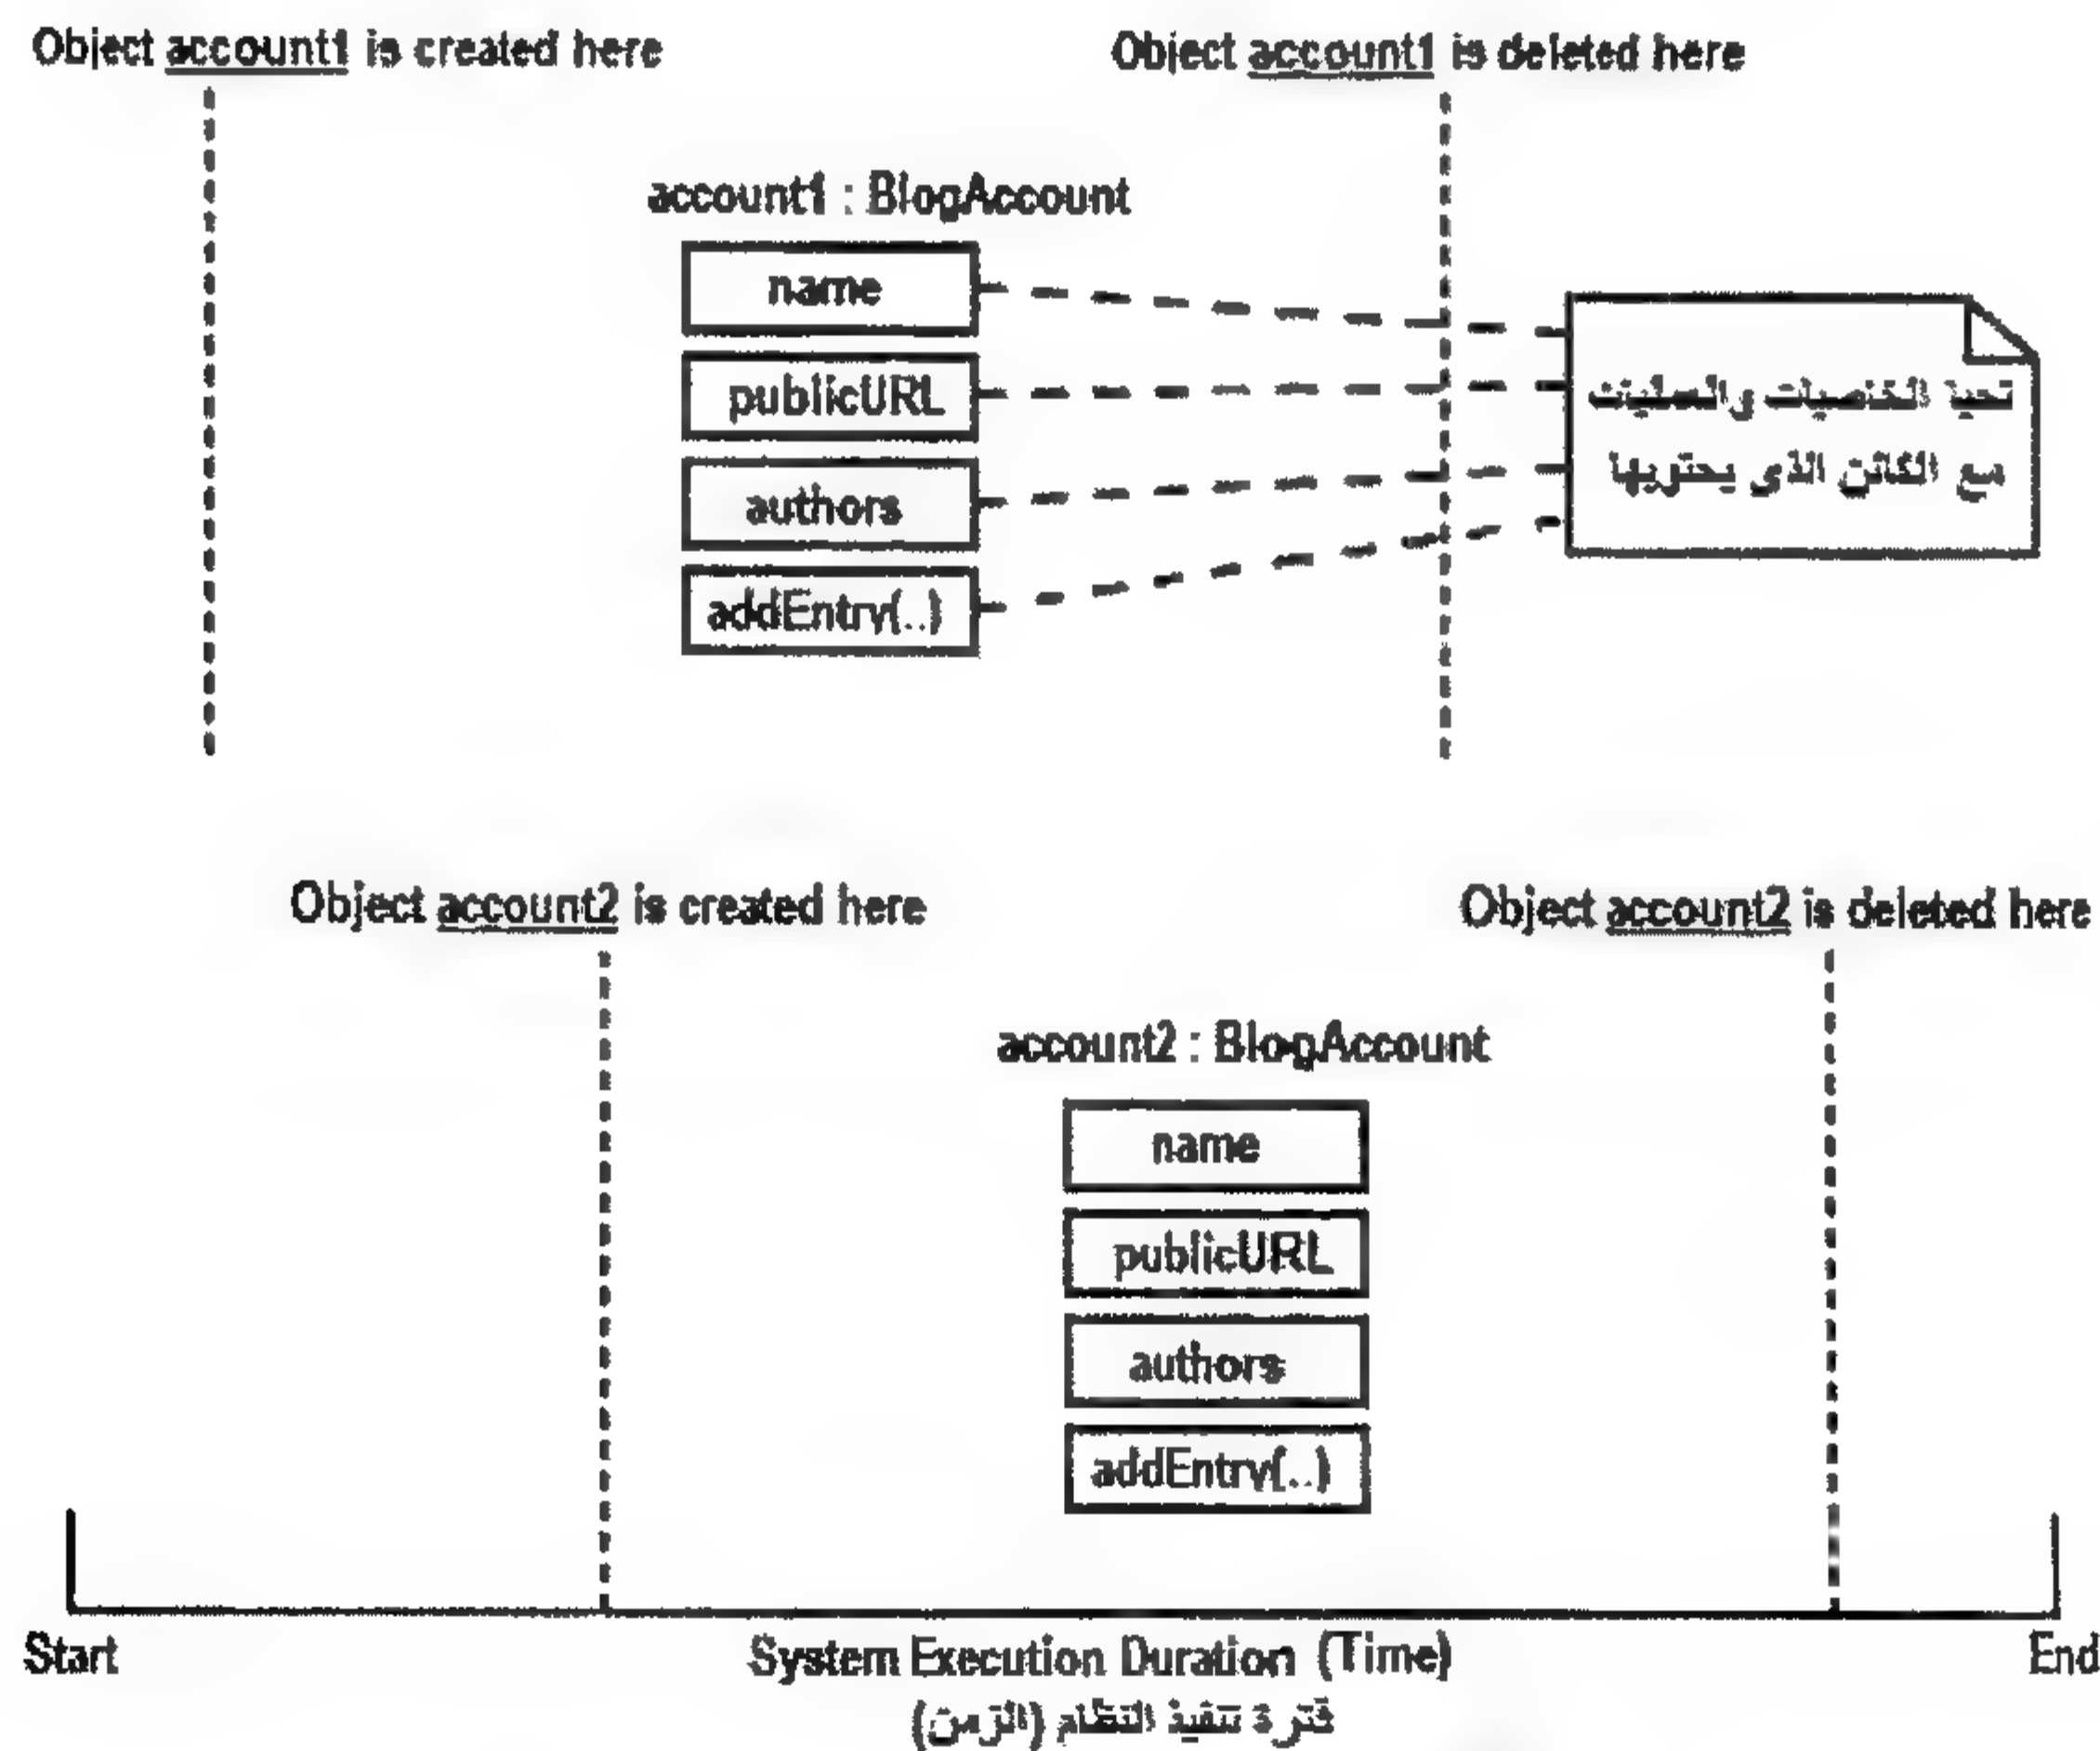 Object account1 is created here
Object account1 is deleted here
account1 : BlogAccount
name
publicURL
authors
addEntry(..)
تحيا الخاصيات والعمليات
مع الكائن الذي يحتويها
Object account2 is created here
Object account2 is deleted here
account2 : BlogAccount
name
publicURL
authors
addEntry(..)
Start
System Execution Duration (Time)
End
فترة تنفيذ النظام (الزمن)